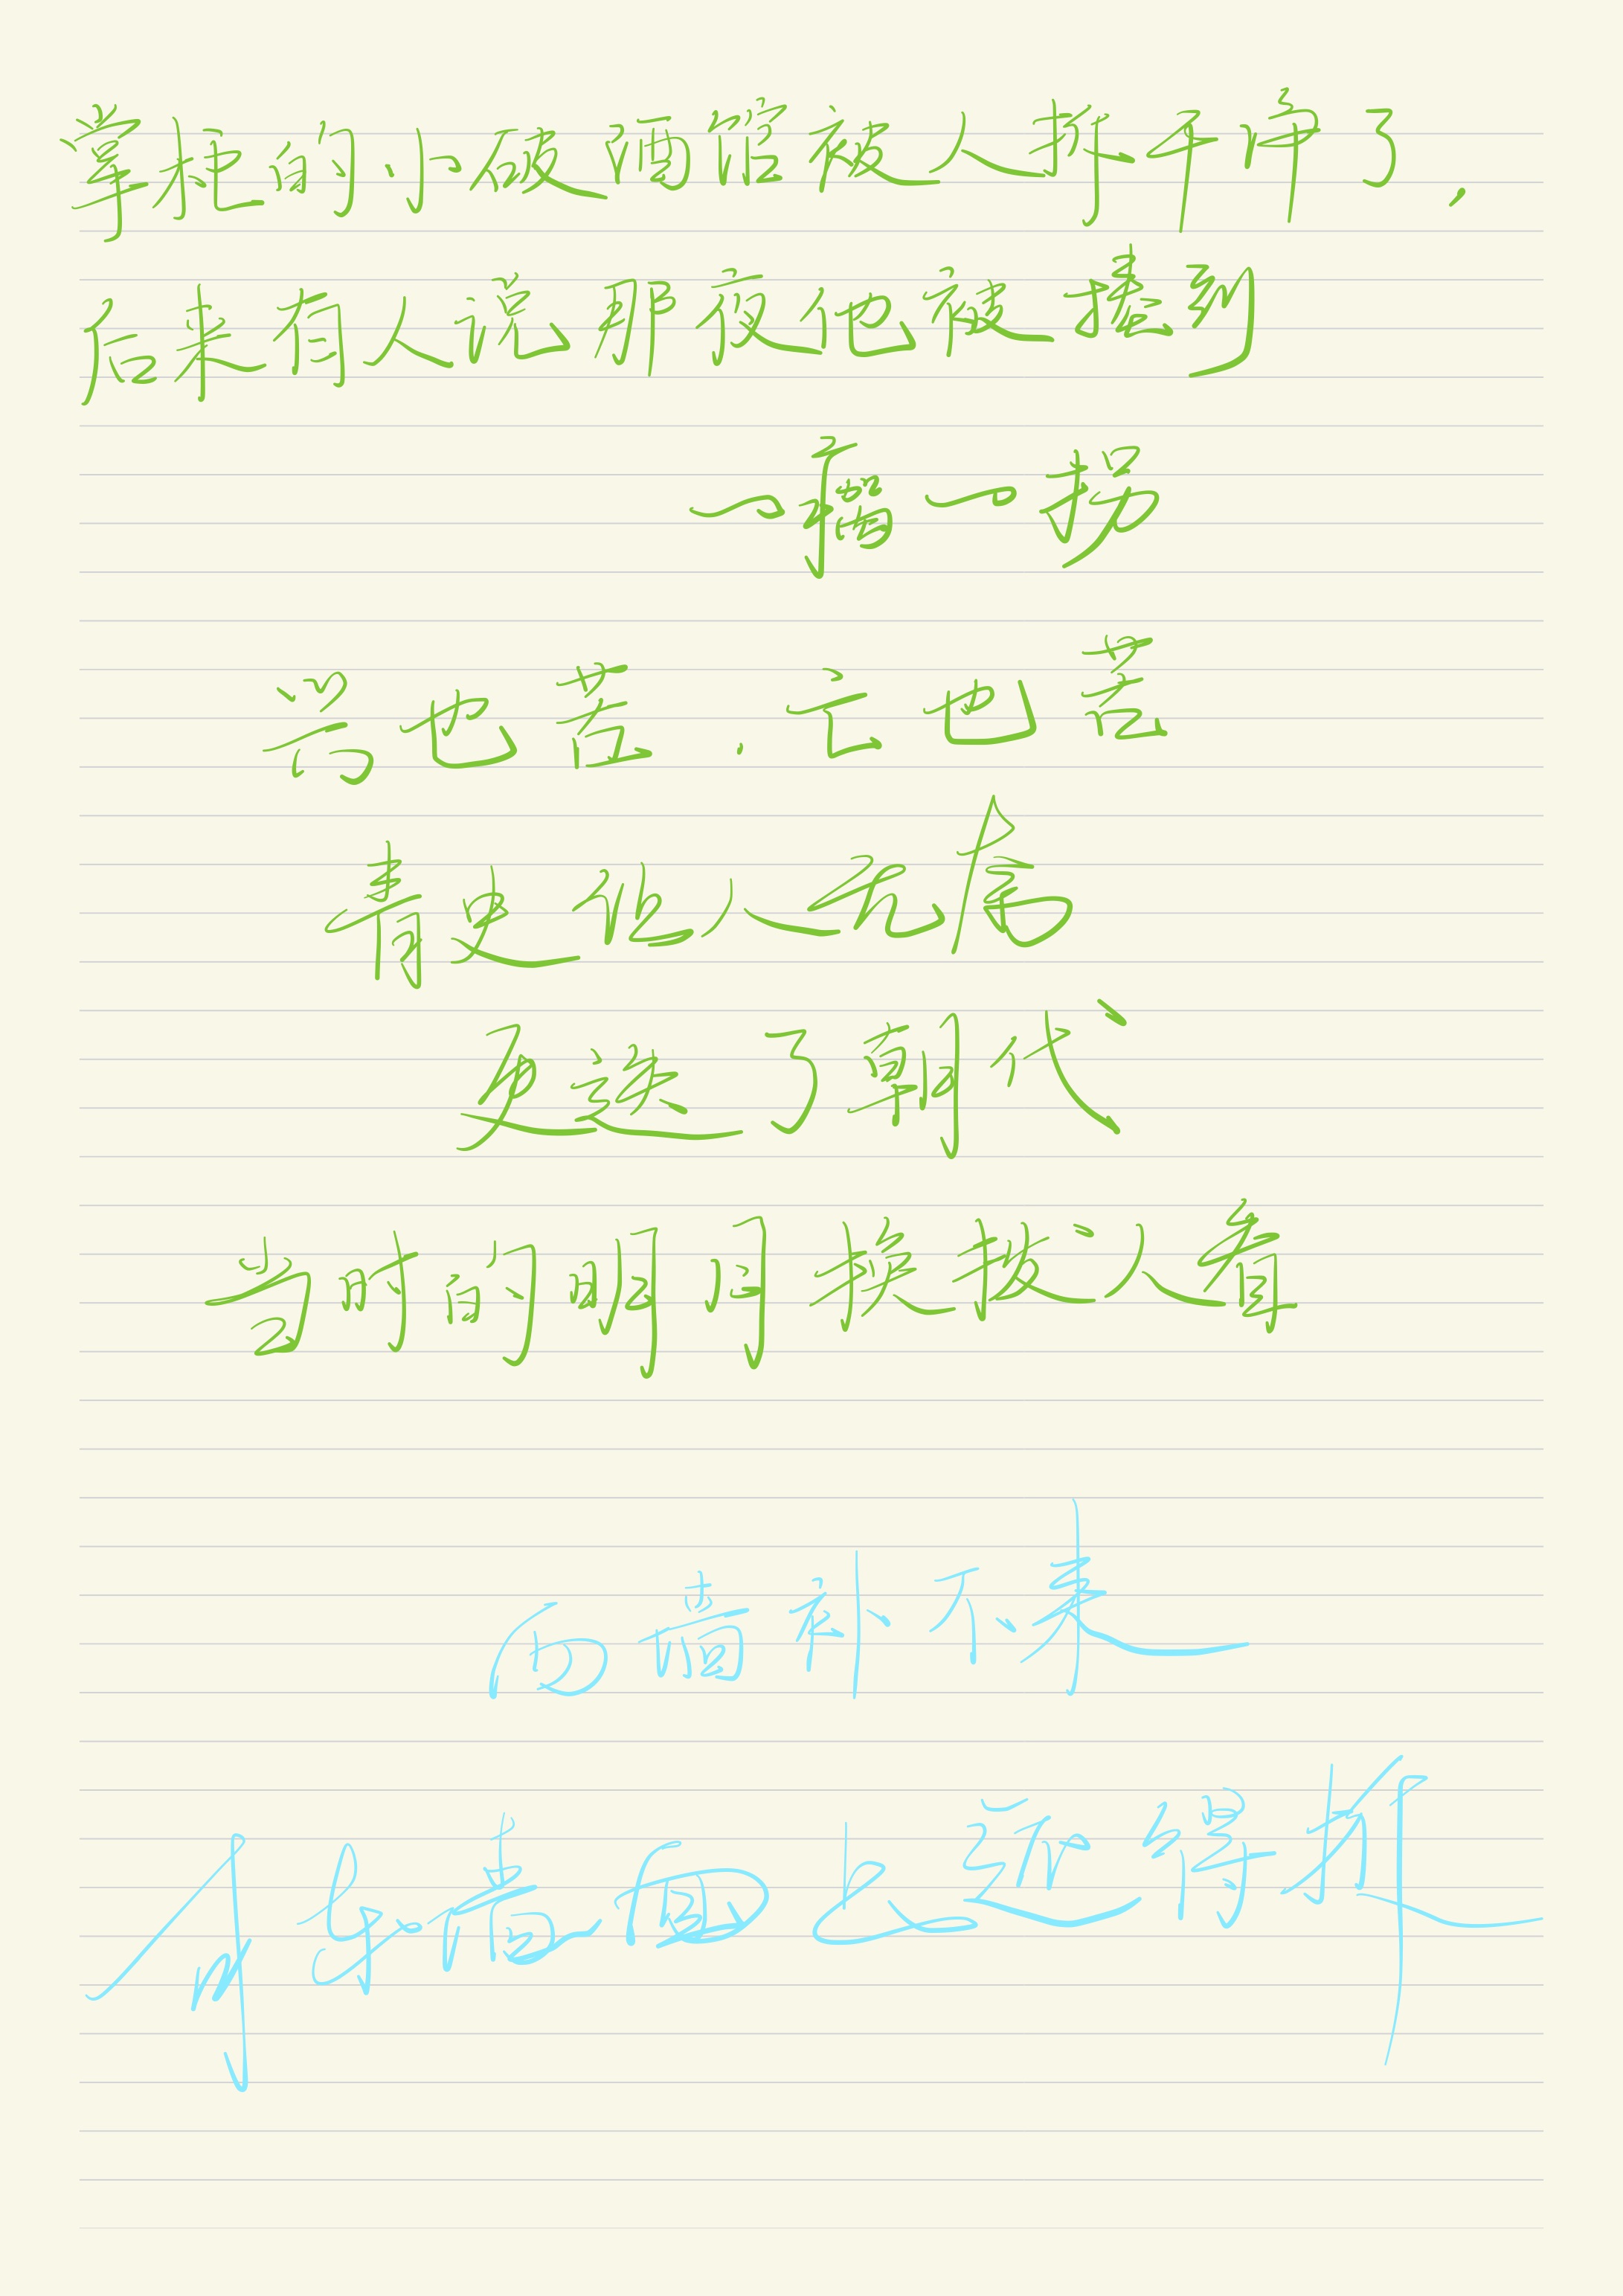 掌柜的小破酒馆被人拆干净了,
后来有人说那夜他被到
一瘸一拐
兴也苦.亡也苦
青史让人无
更迭了朝代
当时的明月换拨人看
西墙补不来
东墙面上还得拆